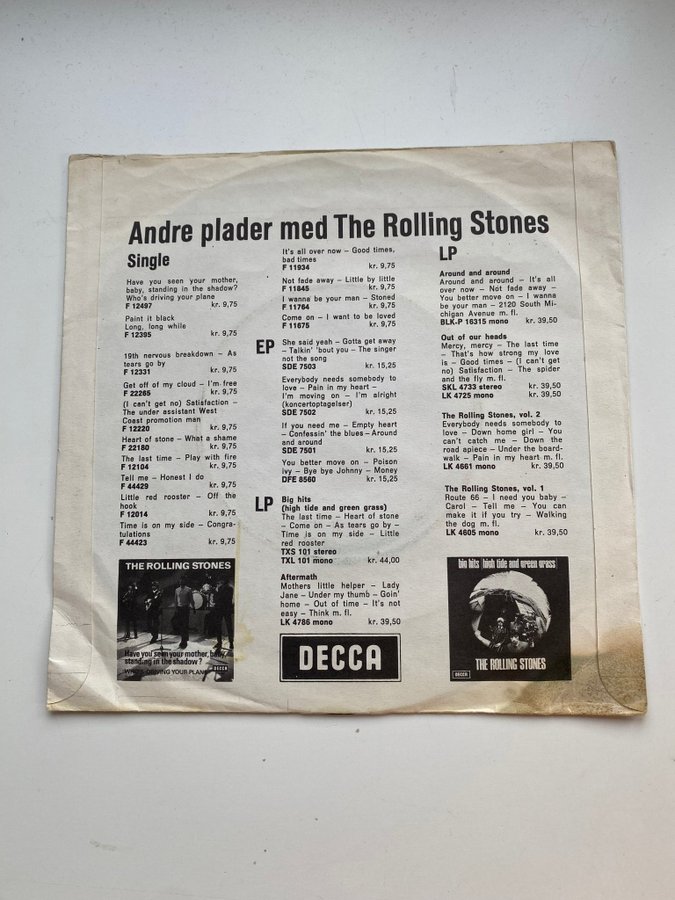 Andre plader med The Rolling Stones
Single
Have you seen your mother,
baby, standing in the shadow?
Who's driving your plane
F 12497 kr. 9,75
Paint it black
Long, long while
F 12395 kr. 9,75
19th nervous breakdown – As
tears go by
F 12331 kr. 9,75
Get off of my cloud – I'm free
F 22265 kr. 9,75
(I can't get no) Satisfaction –
The under assistant West
Coast promotion man
F 12220 kr. 9,75
Heart of stone – What a shame
F 22180 kr. 9,75
The last time – Play with fire
F 12104 kr. 9,75
Tell me – Honest I do
F 44429 kr. 9,75
Little red rooster – Off the
hook
F 12014 kr. 9,75
Time is on my side – Congra-
tulations
F 44423 kr. 9,75
THE ROLLING STONES
Have you seen your mother, baby,
standing in the shadow?
WHO'S DRIVING YOUR PLANE
DECCA
It's all over now – Good times,
bad times
F 11934 kr. 9,75
Not fade away – Little by little
F 11845 kr. 9,75
I wanna be your man – Stoned
F 11764 kr. 9,75
Come on – I want to be loved
F 11675 kr. 9,75
EP
She said yeah – Gotta get away
– Talkin' 'bout you – The singer
not the song
SDE 7503 kr. 15,25
Everybody needs somebody to
love – Pain in my heart –
I'm moving on – I'm alright
(koncertoptagelser)
SDE 7502 kr. 15,25
If you need me – Empty heart
– Confessin' the blues – Around
and around
SDE 7501 kr. 15,25
You better move on – Poison
ivy – Bye bye Johnny – Money
DFE 8560 kr. 15,25
LP
Big hits
(high tide and green grass)
The last time – Heart of stone
– Come on – As tears go by –
Time is on my side – Little
red rooster
TXS 101 stereo
TXL 101 mono kr. 44,00
Aftermath
Mothers little helper – Lady
Jane – Under my thumb – Goin'
home – Out of time – It's not
easy – Think m. fl.
LK 4786 mono kr. 39,50
DECCA
LP
Around and around
Around and around – It's all
over now – Not fade away –
You better move on – I wanna
be your man – 2120 South Mi-
chigan Avenue m. fl.
BLK-P 16315 mono kr. 39,50
Out of our heads
Mercy, mercy – The last time
– That's how strong my love
is – Good times – (I can't get
no) Satisfaction – The spider
and the fly m. fl.
SKL 4733 stereo kr. 39,50
LK 4725 mono kr. 39,50
The Rolling Stones, vol. 2
Everybody needs somebody to
love – Down home girl – You
can't catch me – Down the
road apiece – Under the board-
walk – Pain in my heart m. fl.
LK 4661 mono kr. 39,50
The Rolling Stones, vol. 1
Route 66 – I need you baby –
Carol – Tell me – You can
make it if you try – Walking
the dog m. fl.
LK 4605 mono kr. 39,50
big hits [high tide and green grass]
DECCA
THE ROLLING STONES